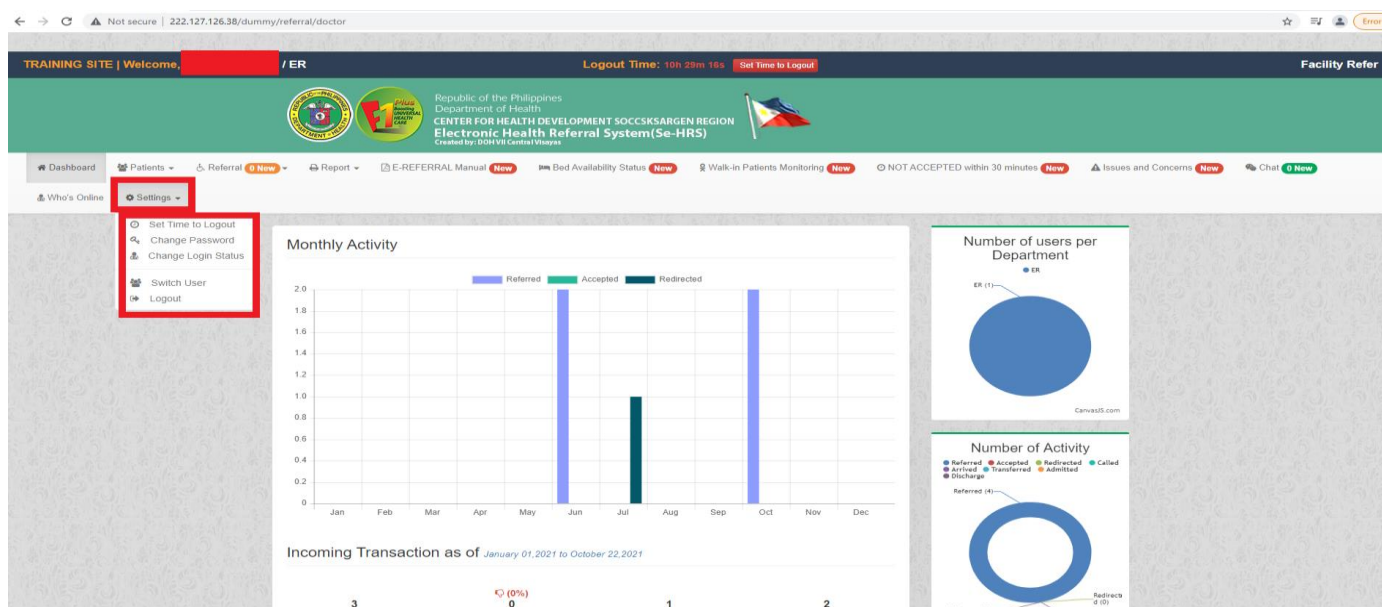 Not secure | 222.127.126.38/dummy/referral/doctor
Error
TRAINING SITE | Welcome, / ER
Logout Time: 10h 29m 16s Set Time to Logout
Facility Refer
Republic of the Philippines
Department of Health
CENTER FOR HEALTH DEVELOPMENT SOCCSKSARGEN REGION
Electronic Health Referral System(Se-HRS)
Created by: DOH VII Central Visayas
Dashboard Patients Referral 0 New Report E-REFERRAL Manual New Bed Availability Status New Walk-in Patients Monitoring New NOT ACCEPTED within 30 minutes New Issues and Concerns New Chat 0 New
Who's Online Settings
Set Time to Logout
Change Password
Change Login Status
Switch User
Logout
Monthly Activity
Referred Accepted Redirected
2.0
1.8
1.6
1.4
1.2
1.0
0.8
0.6
0.4
0.2
0
Jan Feb Mar Apr May Jun Jul Aug Sep Oct Nov Dec
Incoming Transaction as of January 01,2021 to October 22,2021
(0%)
3 0 1 2
Number of users per
Department
ER
ER (1)
CanvasJS.com
Number of Activity
Referred Accepted Redirected Called
Arrived Transferred Admitted
Discharge
Referred (4)
Redirecte
d (0)